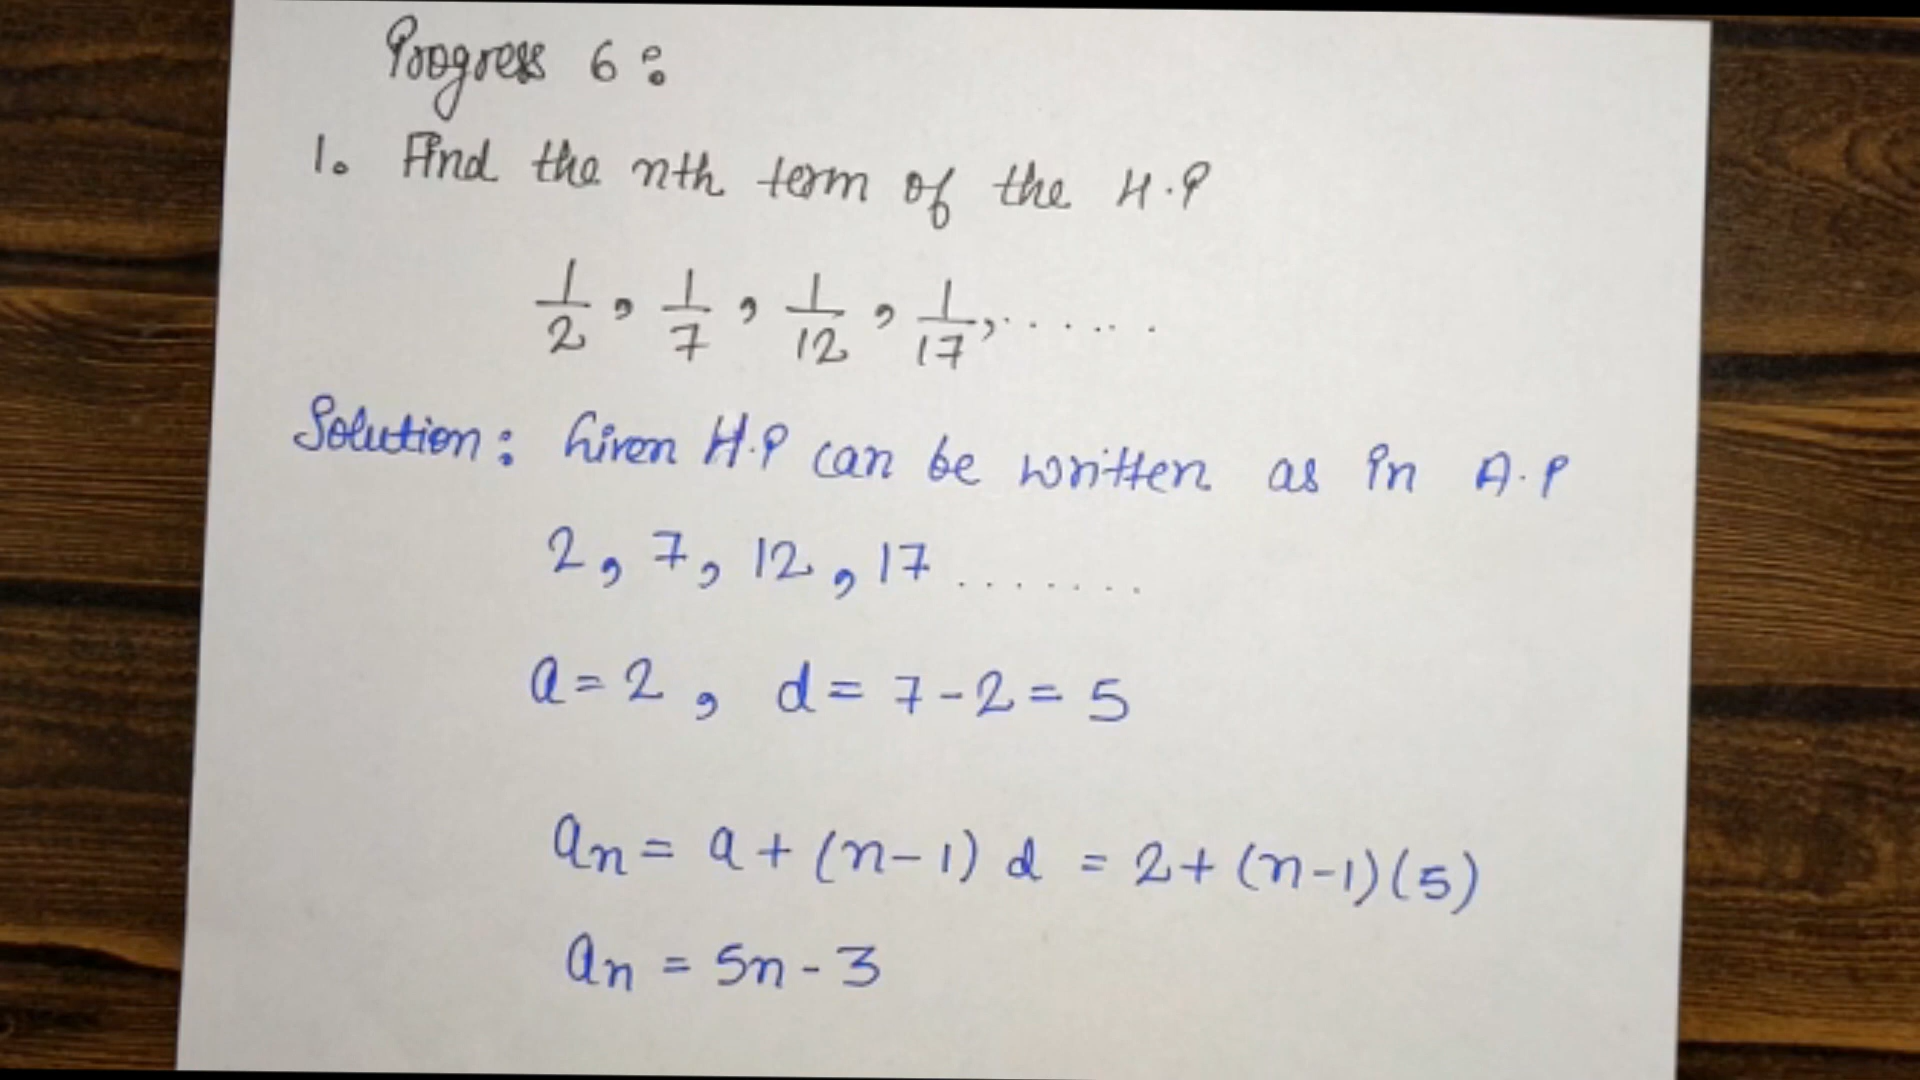 Progress 6:
1. Find the nth term of the H.P
1/2, 1/7, 1/12, 1/17, ......
Solution: Given H.P can be written as in A.P
2, 7, 12, 17 .......
a = 2, d = 7 - 2 = 5
an = a + (n-1) d = 2 + (n-1)(5)
an = 5n - 3